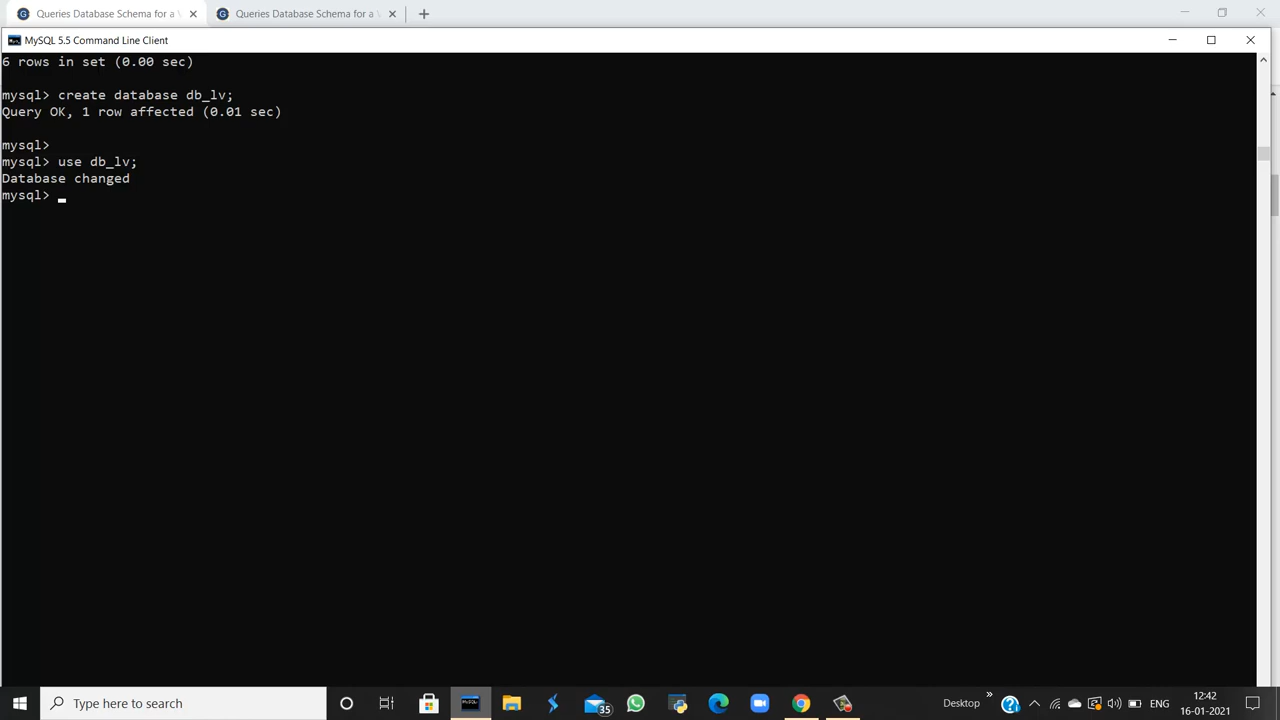 Queries Database Schema for a
Queries Database Schema for a
MySQL 5.5 Command Line Client
6 rows in set (0.00 sec)
mysql> create database db_lv;
Query OK, 1 row affected (0.01 sec)
mysql>
mysql> use db_lv;
Database changed
mysql>
Type here to search
35
Desktop
ENG
12:42
16-01-2021